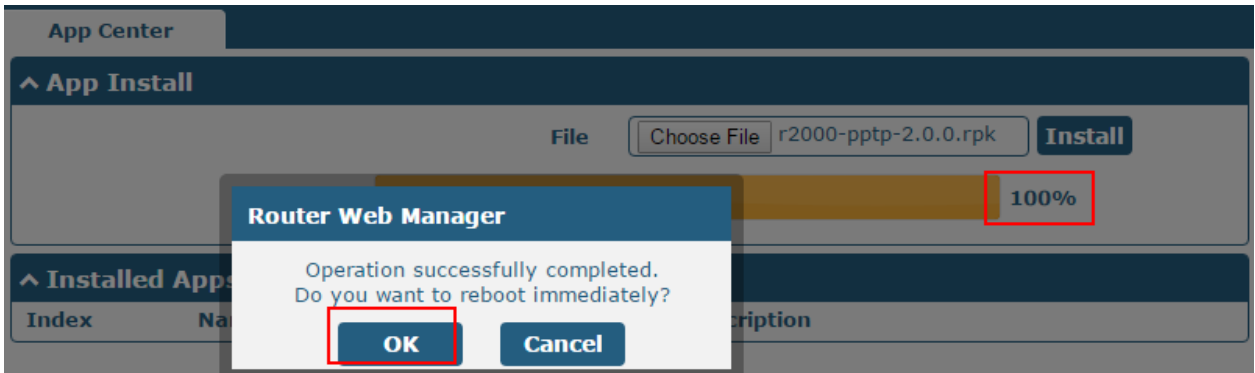 App Center
App Install
File Choose File r2000-pptp-2.0.0.rpk Install
100%
Router Web Manager
Operation successfully completed.
Do you want to reboot immediately?
OK Cancel
Installed Apps
Index